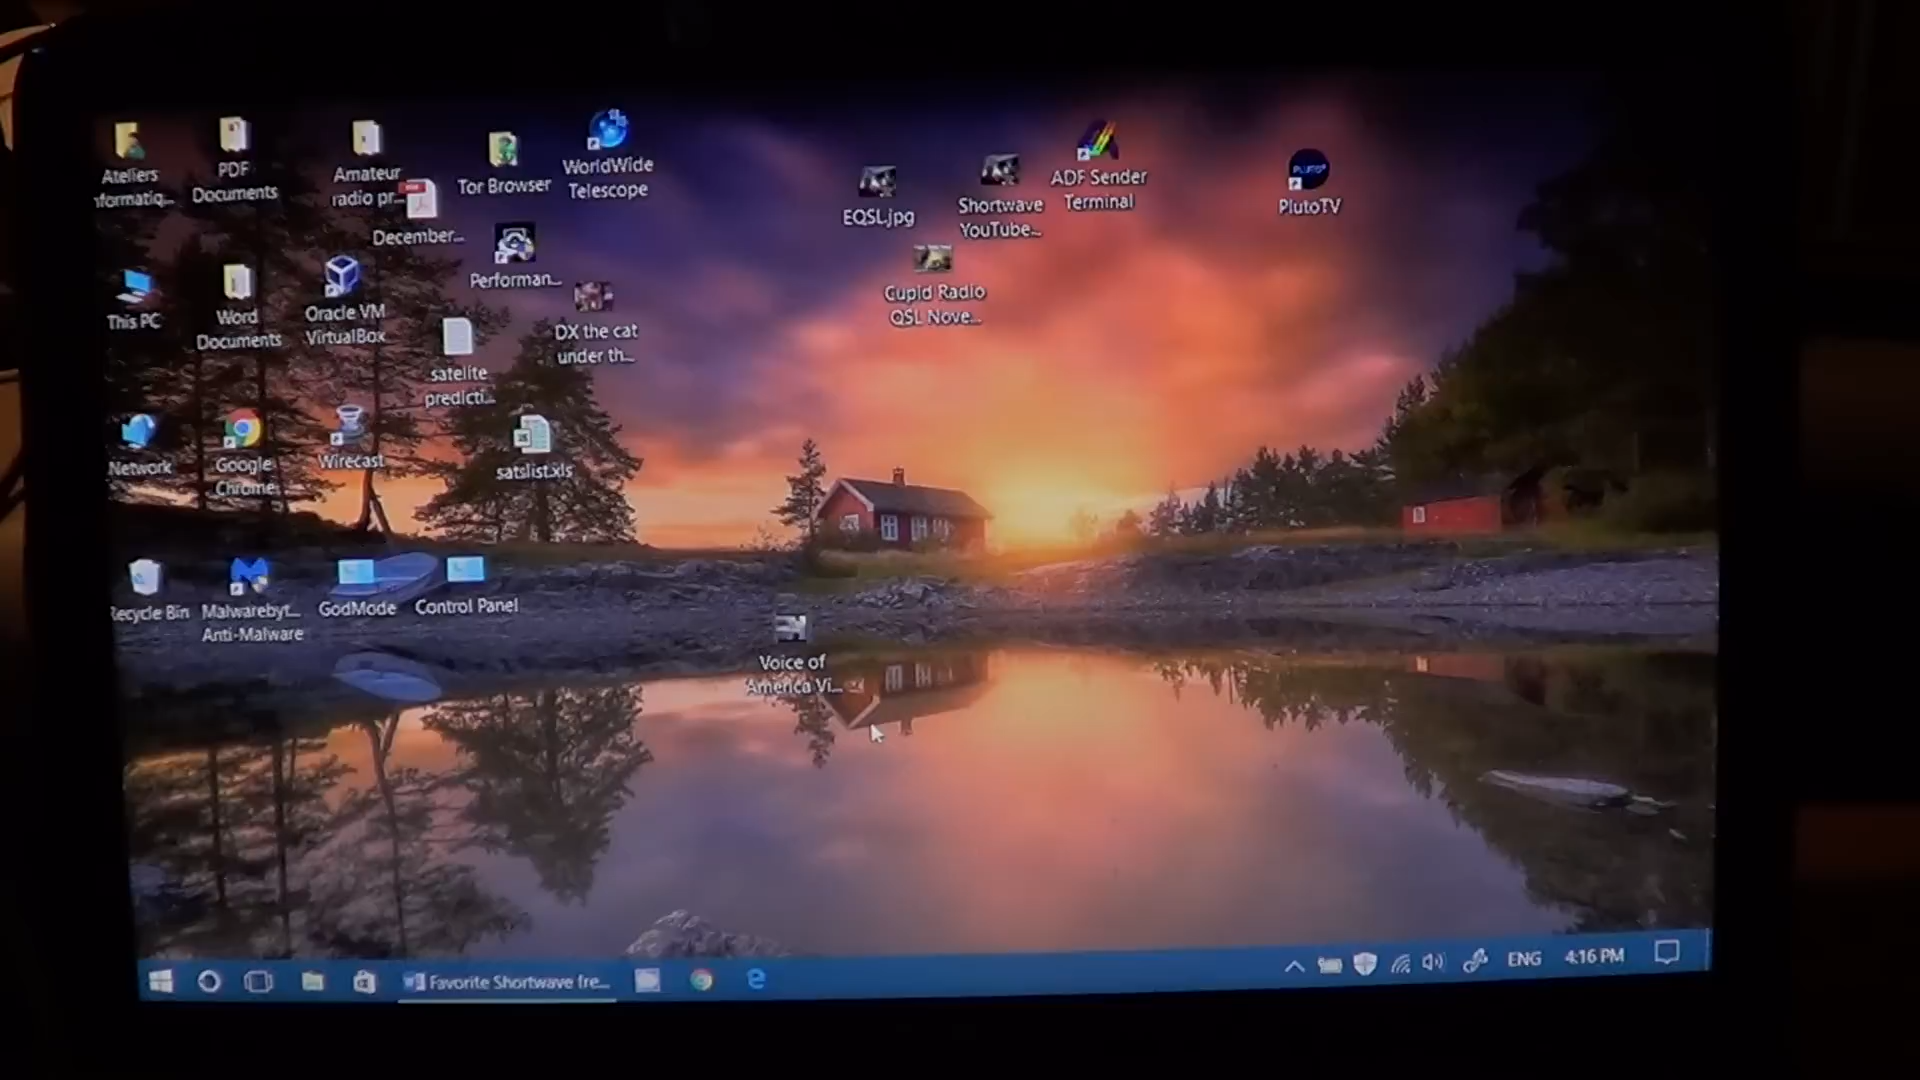 Ateliers
nformatiq...
PDF
Documents
Amateur
radio pr...
December...
Tor Browser
WorldWide
Telescope
EQSL.jpg
Shortwave
YouTube...
ADF Sender
Terminal
PLUTO
PlutoTV
Performan...
Cupid Radio
QSL Nove...
This PC
Word
Documents
Oracle VM
VirtualBox
satelite
predicti...
DX the cat
under th...
Network
Google
Chrome
Wirecast
satslist.xls
Recycle Bin
Malwarebyt...
Anti-Malware
GodMode
Control Panel
Voice of
America Vi...
Favorite Shortwave fre...
ENG
4:16 PM